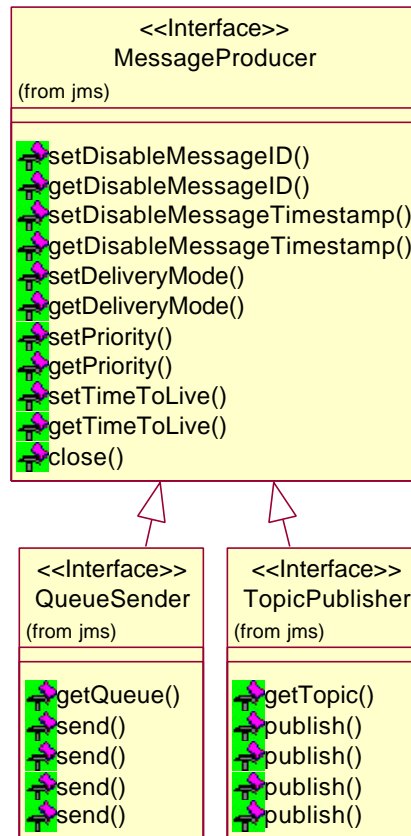 <<Interface>>
MessageProducer
(from jms)
setDisableMessageID()
getDisableMessageID()
setDisableMessageTimestamp()
getDisableMessageTimestamp()
setDeliveryMode()
getDeliveryMode()
setPriority()
getPriority()
setTimeToLive()
getTimeToLive()
close()
<<Interface>>
QueueSender
(from jms)
getQueue()
send()
send()
send()
send()
<<Interface>>
TopicPublisher
(from jms)
getTopic()
publish()
publish()
publish()
publish()